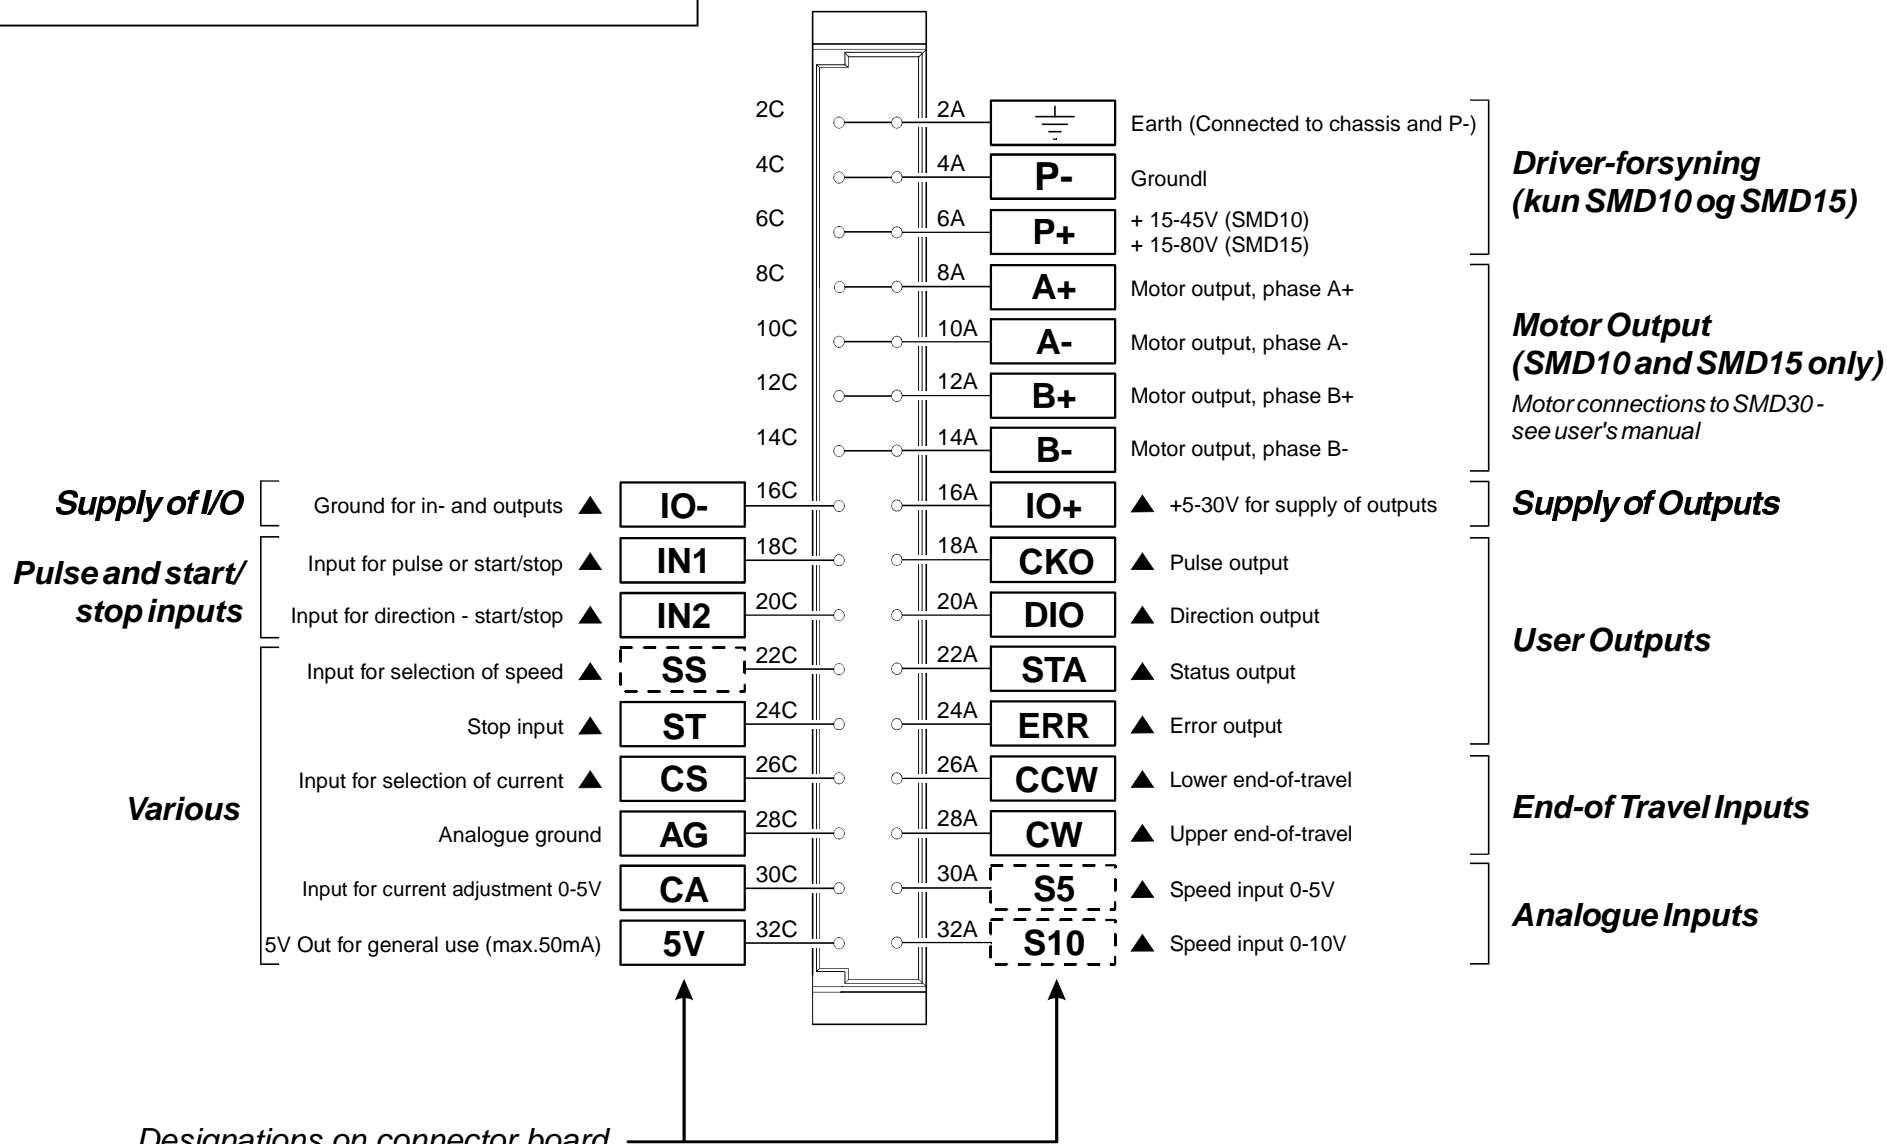 2C
2A
Earth (Connected to chassis and P-)
4C
4A
P-
Groundl
6C
6A
P+
+ 15-45V (SMD10)
+ 15-80V (SMD15)
Driver-forsyning
(kun SMD10 og SMD15)
8C
8A
A+
Motor output, phase A+
10C
10A
A-
Motor output, phase A-
12C
12A
B+
Motor output, phase B+
14C
14A
B-
Motor output, phase B-
Motor Output
(SMD10 and SMD15 only)
Motor connections to SMD30 -
see user's manual
Supply of I/O
Ground for in- and outputs ▲
IO-
16C
16A
IO+
▲ +5-30V for supply of outputs
Supply of Outputs
Pulse and start/
stop inputs
Input for pulse or start/stop ▲
IN1
18C
18A
CKO
▲ Pulse output
Input for direction - start/stop ▲
IN2
20C
20A
DIO
▲ Direction output
Input for selection of speed ▲
SS
22C
22A
STA
▲ Status output
User Outputs
Stop input ▲
ST
24C
24A
ERR
▲ Error output
Various
Input for selection of current ▲
CS
26C
26A
CCW
▲ Lower end-of-travel
Analogue ground
AG
28C
28A
CW
▲ Upper end-of-travel
End-of Travel Inputs
Input for current adjustment 0-5V
CA
30C
30A
S5
▲ Speed input 0-5V
5V Out for general use (max.50mA)
5V
32C
32A
S10
▲ Speed input 0-10V
Analogue Inputs
Designations on connector board